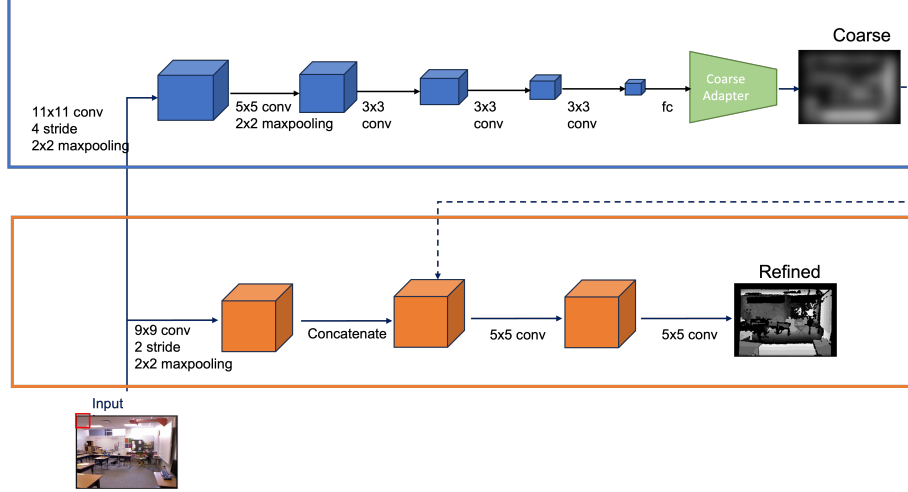 Coarse
11x11 conv
4 stride
2x2 maxpooling
5x5 conv
2x2 maxpooling
3x3
conv
3x3
conv
3x3
conv
fc
Coarse
Adapter
Refined
9x9 conv
2 stride
2x2 maxpooling
Concatenate
5x5 conv
5x5 conv
Input